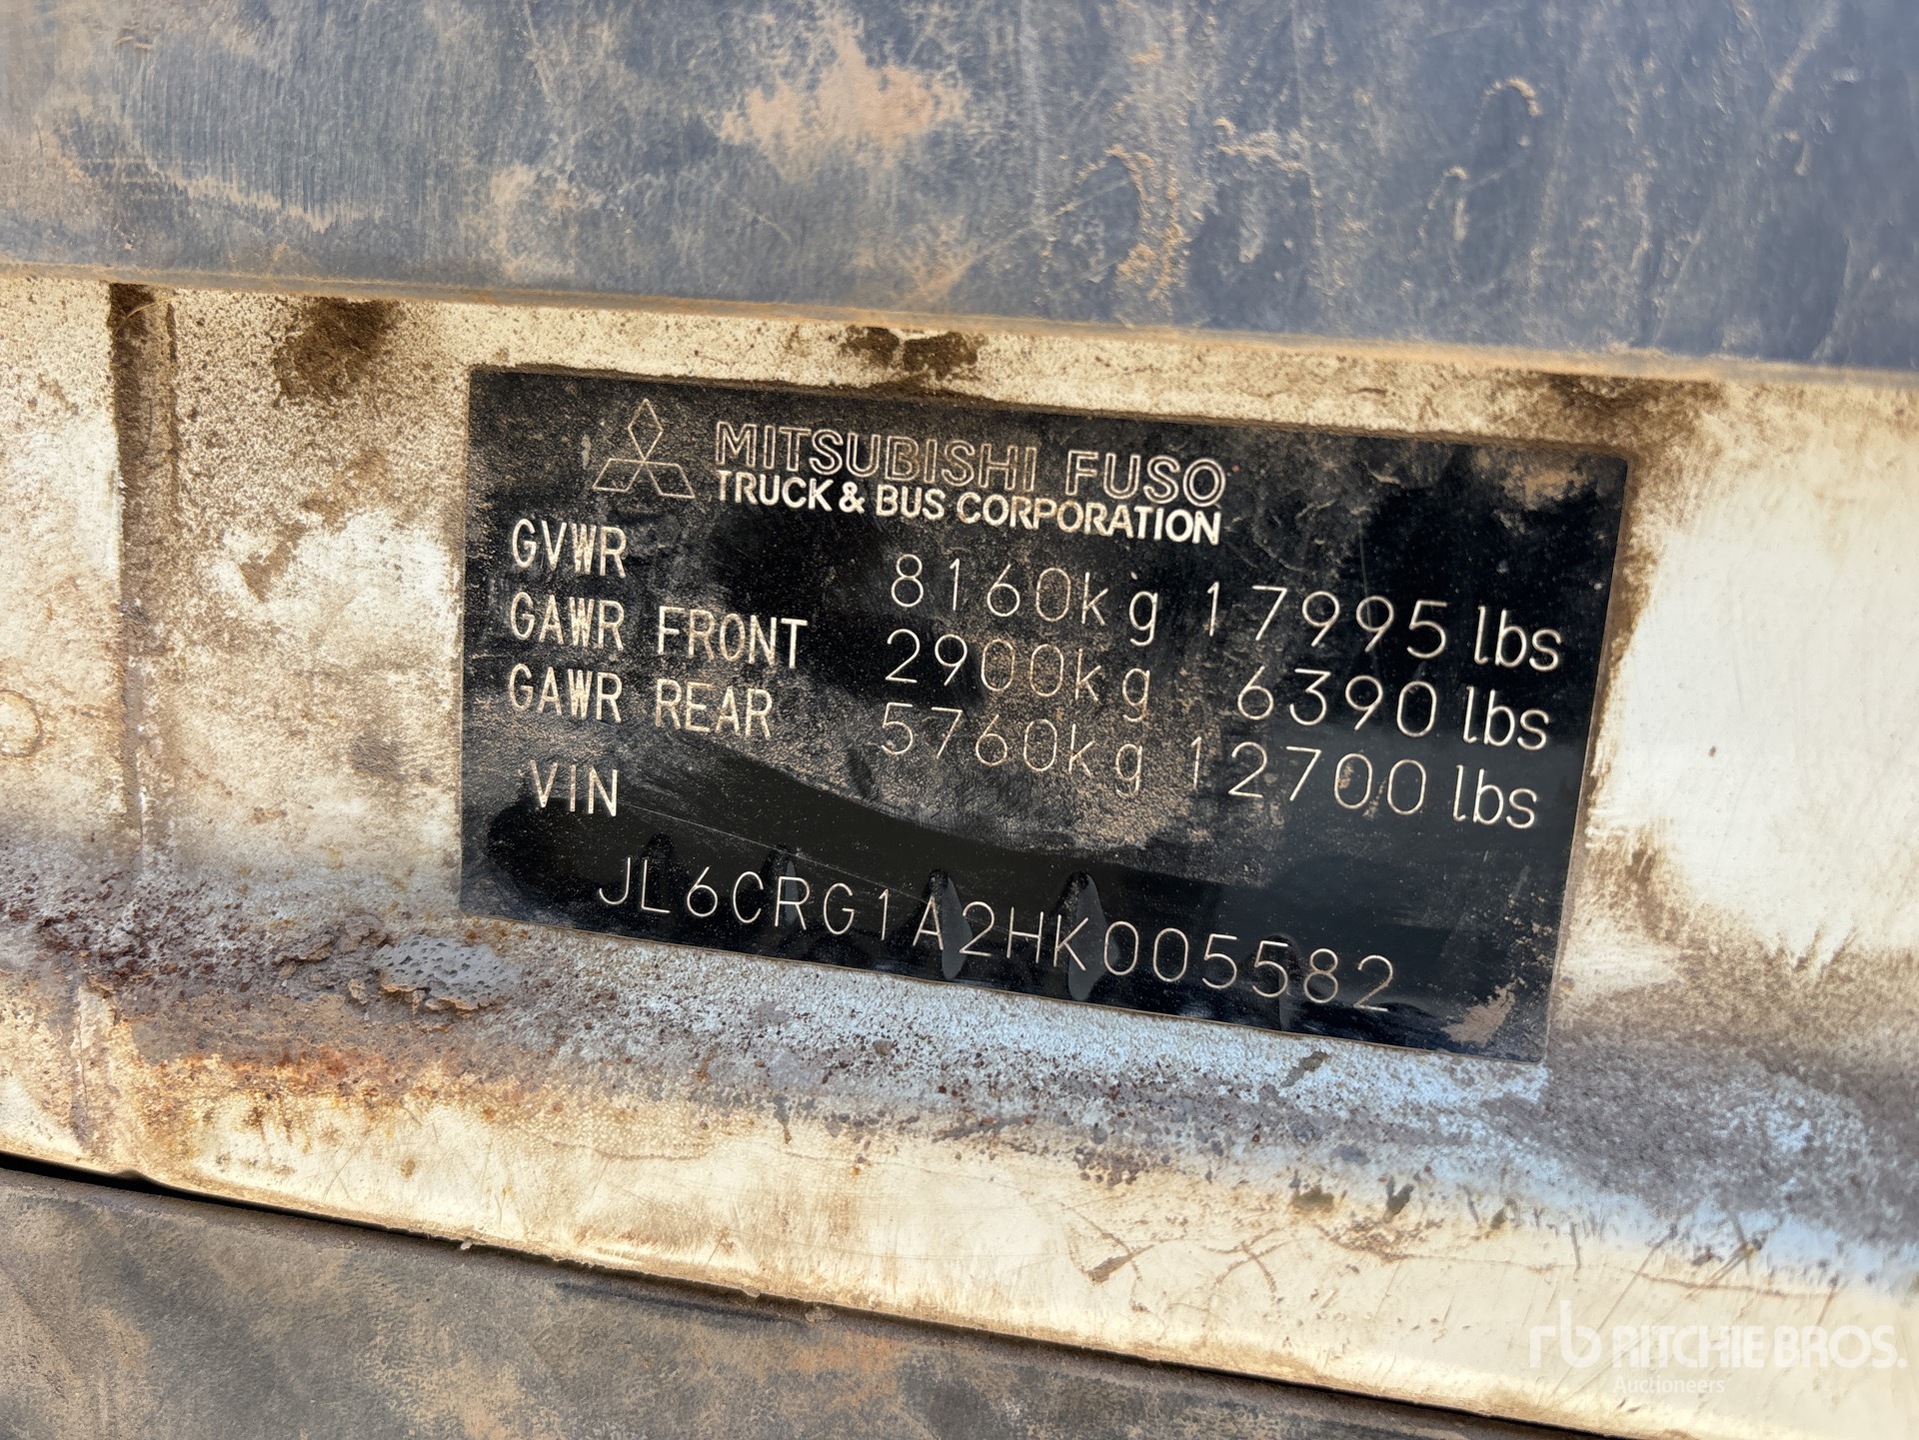 MITSUBISHI FUSO
TRUCK & BUS CORPORATION
GVWR 8160kg 17995 lbs
GAWR FRONT 2900kg 6390 lbs
GAWR REAR 5760kg 12700 lbs
VIN
JL6CRG1A2HK005582
rb RITCHIE BROS.
Auctioneers